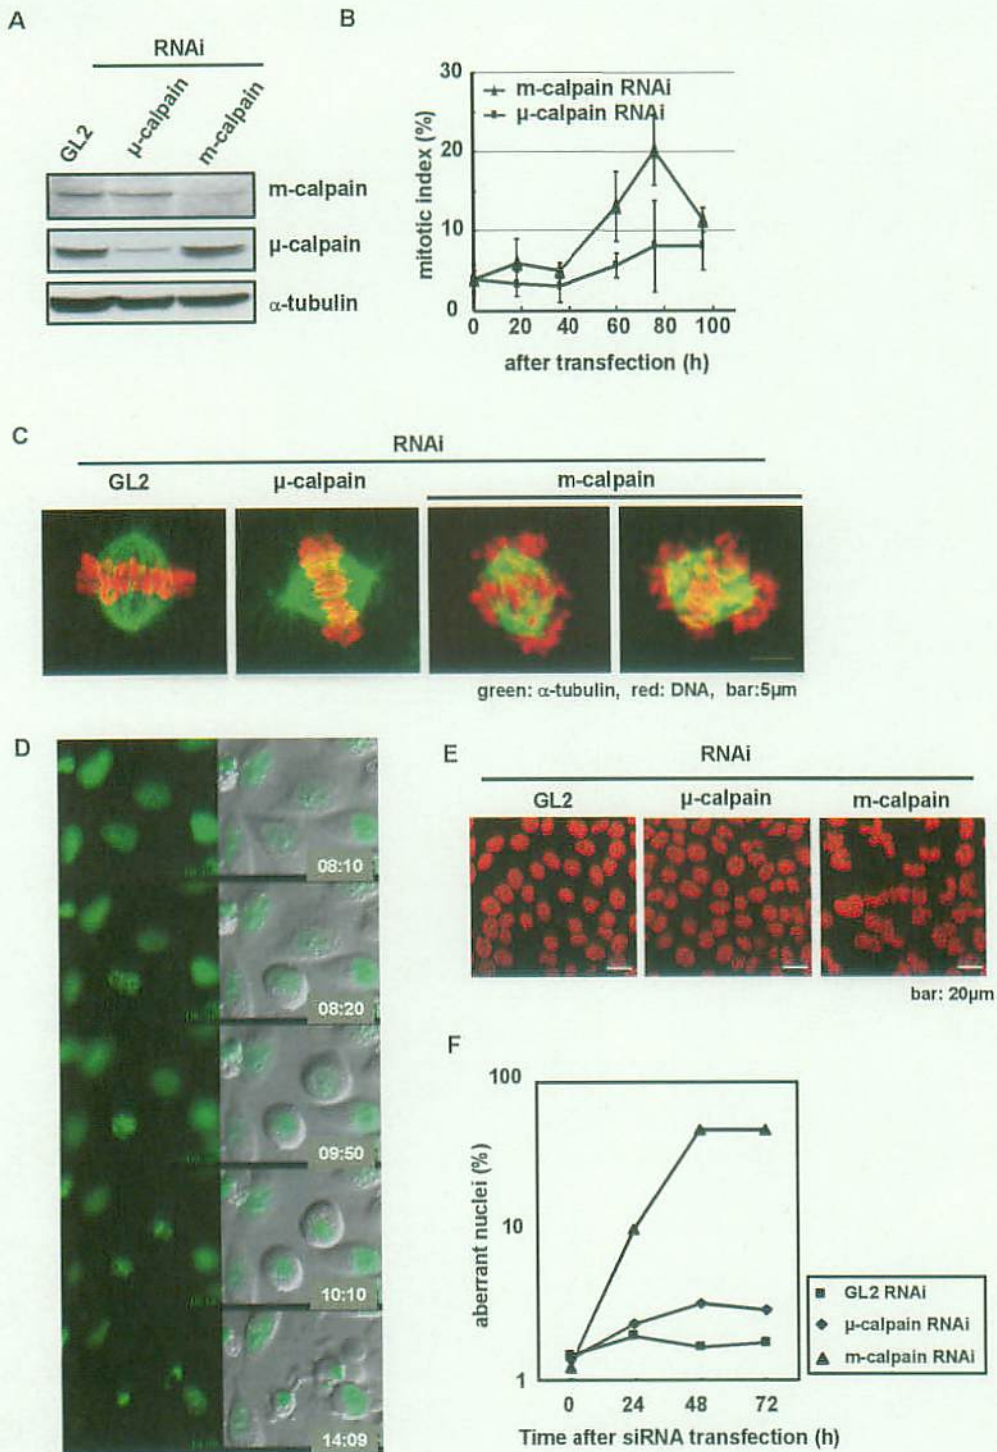 A
RNAi
GL2
µ-calpain
m-calpain
m-calpain
µ-calpain
α-tubulin
B
30
20
10
0
mitotic index (%)
m-calpain RNAi
µ-calpain RNAi
0 20 40 60 80 100
after transfection (h)
C
RNAi
GL2 µ-calpain m-calpain
green: α-tubulin, red: DNA, bar:5µm
D
08:10
08:20
09:50
10:10
14:09
E
RNAi
GL2 µ-calpain m-calpain
bar: 20µm
F
100
10
1
aberrant nuclei (%)
GL2 RNAi
µ-calpain RNAi
m-calpain RNAi
0 24 48 72
Time after siRNA transfection (h)